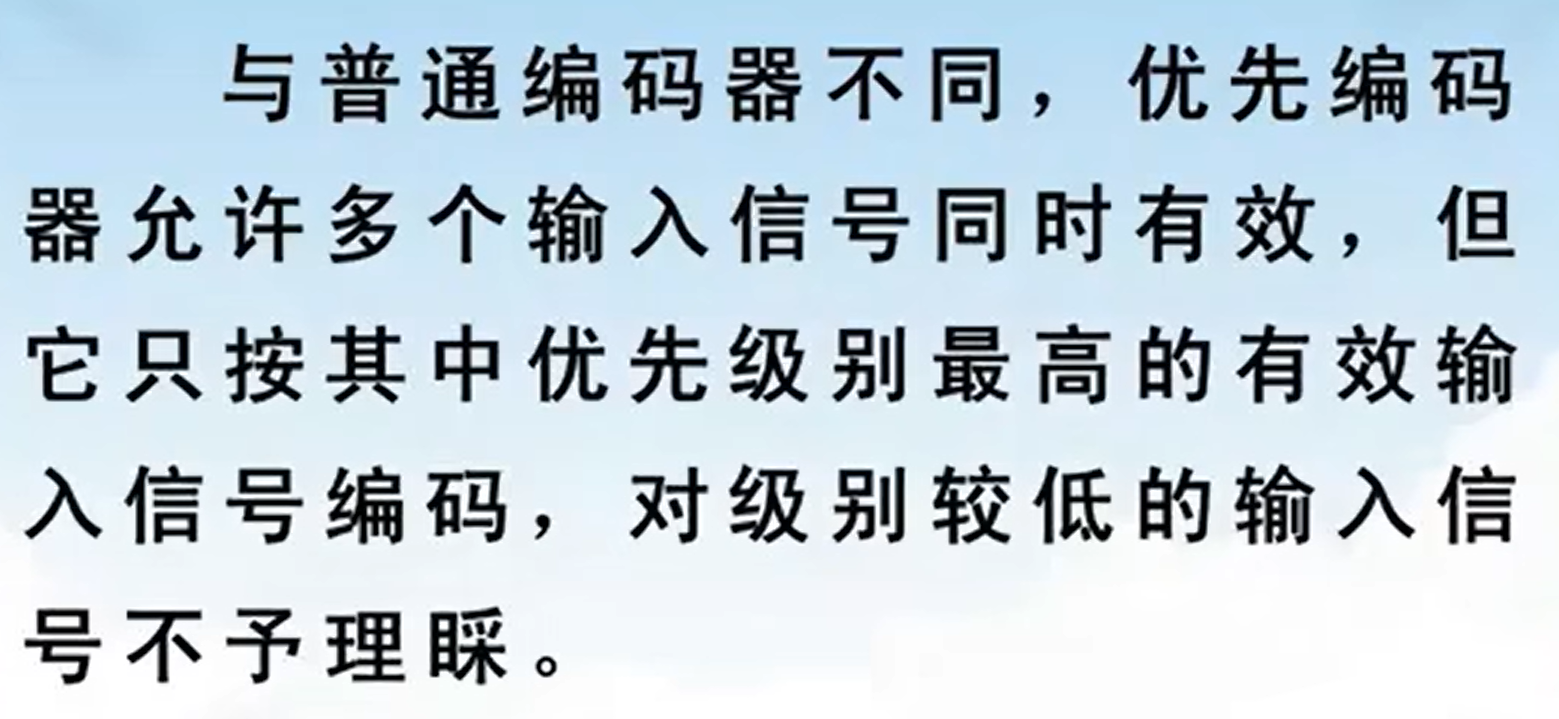 与普通编码器不同，优先编码
器允许多个输入信号同时有效，但
它只按其中优先级别最高的有效输
入信号编码，对级别较低的输入信
号不予理睬。